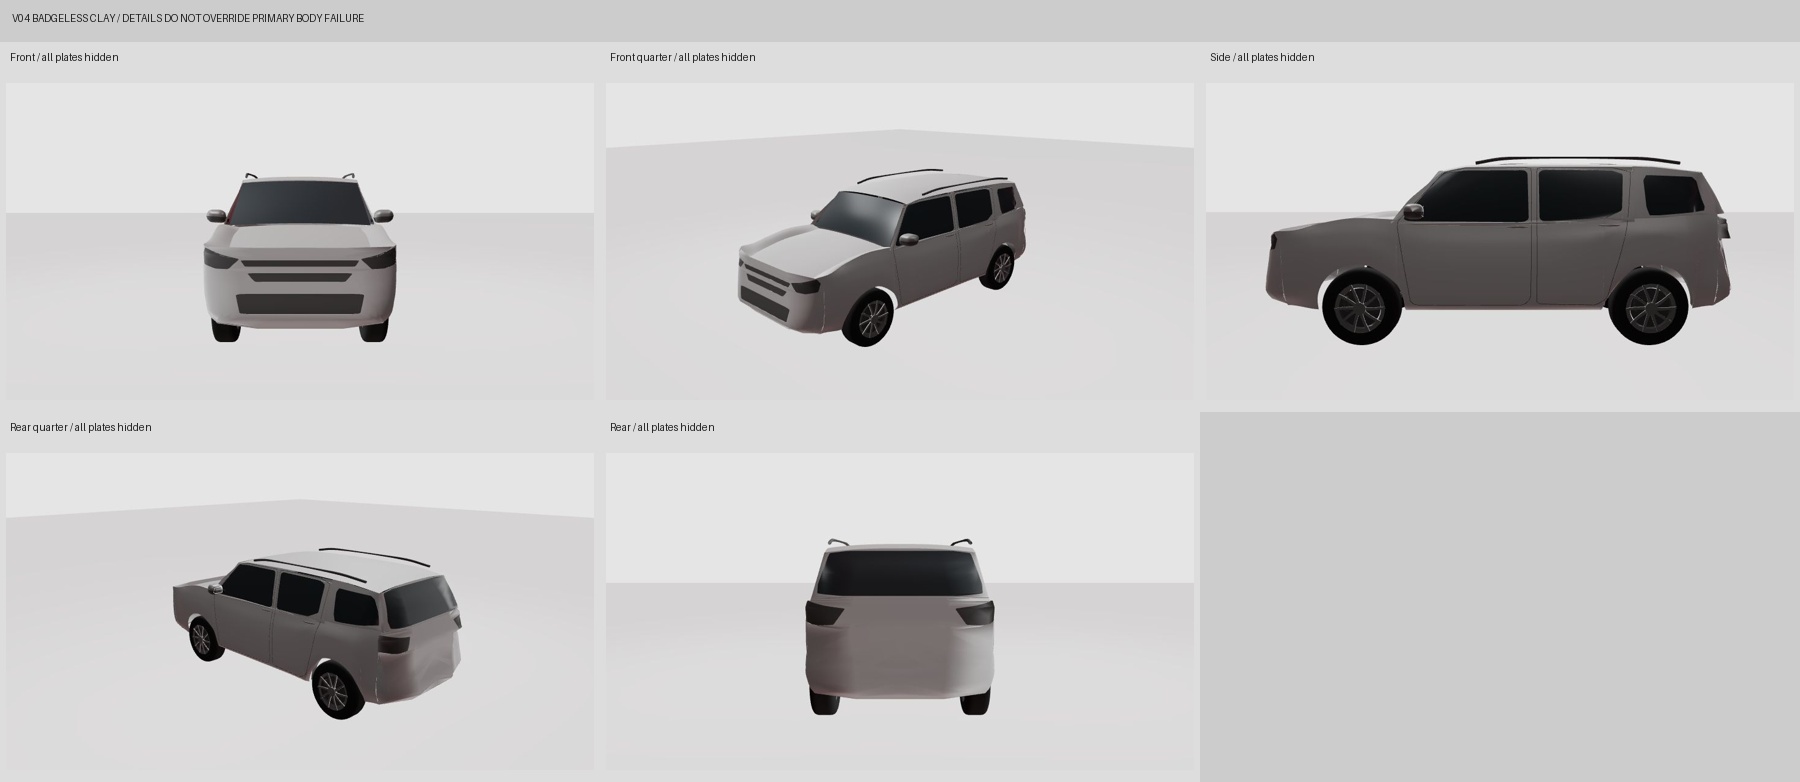 V04 BADGELESS CLAY / DETAILS DO NOT OVERRIDE PRIMARY BODY FAILURE
Front / all plates hidden
Front quarter / all plates hidden
Side / all plates hidden
Rear quarter / all plates hidden
Rear / all plates hidden